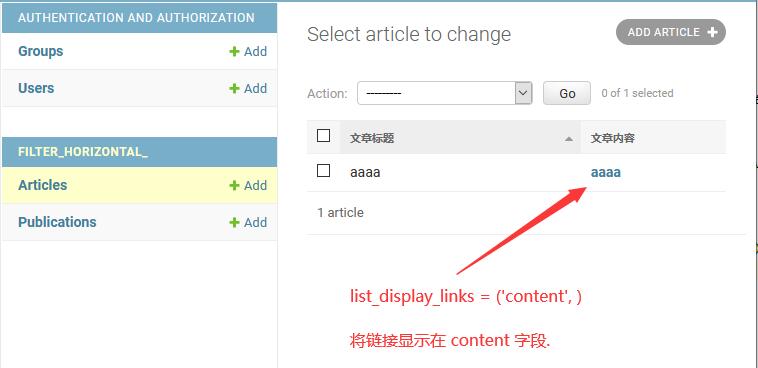 AUTHENTICATION AND AUTHORIZATION
Groups
Add
Users
Add
FILTER_HORIZONTAL_
Articles
Add
Publications
Add
Select article to change
ADD ARTICLE
Action:
---------
Go
0 of 1 selected
文章标题
文章内容
aaaa
aaaa
1 article
list_display_links = ('content', )
将链接显示在 content 字段.